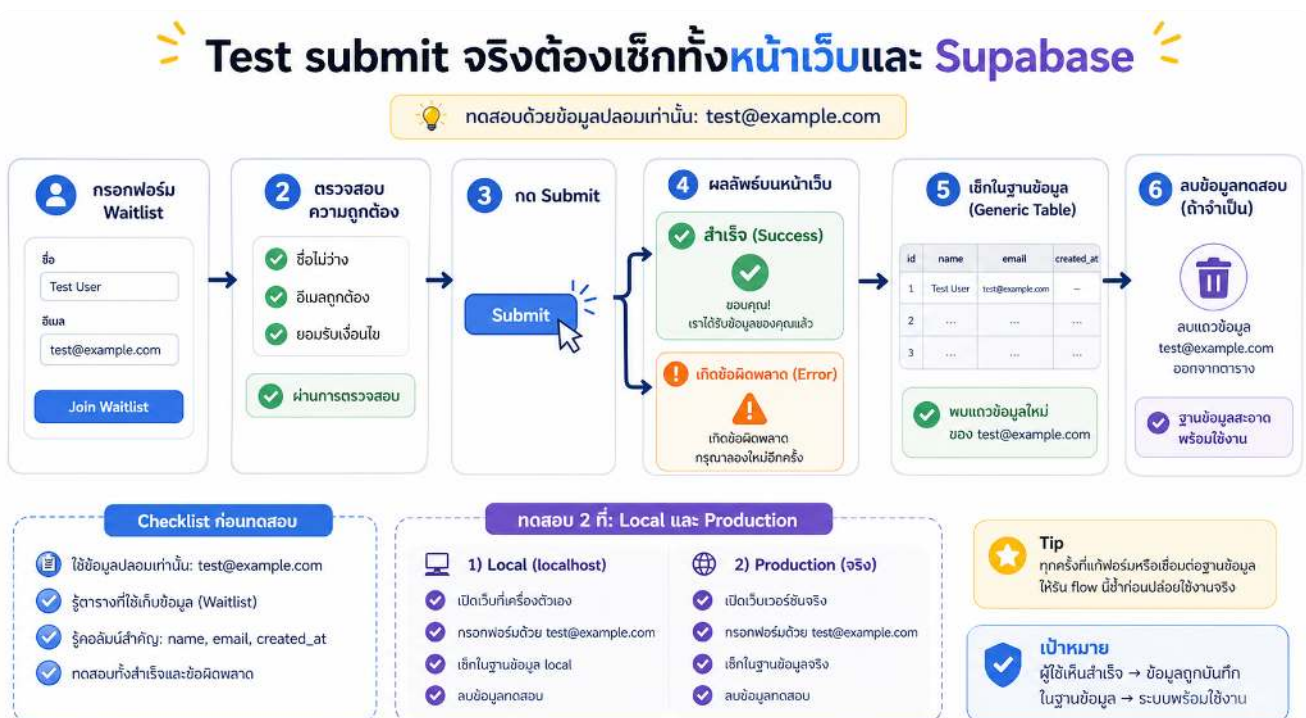 Test submit จริงต้องเช็กทั้งหน้าเว็บและ Supabase
ทดสอบด้วยข้อมูลปลอมเท่านั้น: test@example.com
กรอกฟอร์ม
Waitlist
ชื่อ
Test User
อีเมล
test@example.com
Join Waitlist
2 ตรวจสอบ
ความถูกต้อง
ชื่อไม่ว่าง
อีเมลถูกต้อง
ยอมรับเงื่อนไข
ผ่านการตรวจสอบ
3 กด Submit
Submit
4 ผลลัพธ์บนหน้าเว็บ
สำเร็จ (Success)
ขอบคุณ!
เราได้รับข้อมูลของคุณแล้ว
เกิดข้อผิดพลาด (Error)
เกิดข้อผิดพลาด
กรุณาลองใหม่อีกครั้ง
5 เช็กในฐานข้อมูล
(Generic Table)
id name email created_at
1 Test User test@example.com –
2 ... ... ...
3 ... ... ...
พบแถวข้อมูลใหม่
ของ test@example.com
6 ลบข้อมูลทดสอบ
(ถ้าจำเป็น)
ลบแถวข้อมูล
test@example.com
ออกจากตาราง
ฐานข้อมูลสะอาด
พร้อมใช้งาน
Checklist ก่อนทดสอบ
ใช้ข้อมูลปลอมเท่านั้น: test@example.com
รู้ตารางที่ใช้เก็บข้อมูล (Waitlist)
รู้คอลัมน์สำคัญ: name, email, created_at
ทดสอบทั้งสำเร็จและข้อผิดพลาด
ทดสอบ 2 ที่: Local และ Production
1) Local (localhost)
เปิดเว็บที่เครื่องตัวเอง
กรอกฟอร์มด้วย test@example.com
เช็กในฐานข้อมูล local
ลบข้อมูลทดสอบ
2) Production (จริง)
เปิดเว็บเวอร์ชันจริง
กรอกฟอร์มด้วย test@example.com
เช็กในฐานข้อมูลจริง
ลบข้อมูลทดสอบ
Tip
ทุกครั้งที่แก้ฟอร์มหรือเชื่อมต่อฐานข้อมูล
ให้รัน flow นี้ซ้ำก่อนปล่อยใช้งานจริง
เป้าหมาย
ผู้ใช้เห็นสำเร็จ → ข้อมูลถูกบันทึก
ในฐานข้อมูล → ระบบพร้อมใช้งาน